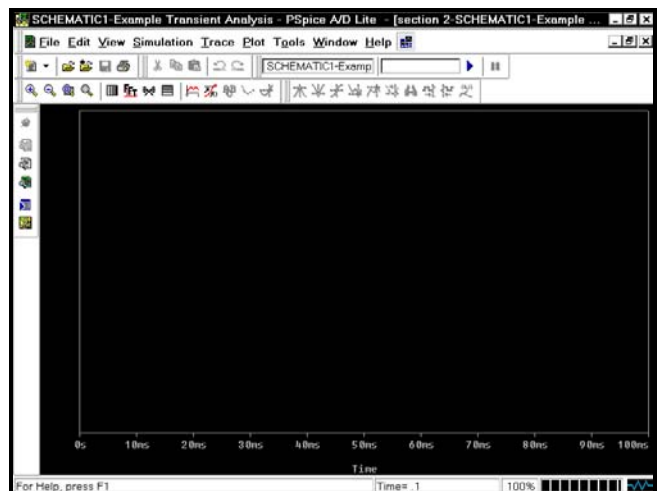 SCHEMATIC1-Example Transient Analysis - PSpice A/D Lite - [section 2-SCHEMATIC1-Example ...
File Edit View Simulation Trace Plot Tools Window Help
SCHEMATIC1-Examp
0s 10ms 20ms 30ms 40ms 50ms 60ms 70ms 80ms 90ms 100ms
Time
For Help, press F1 Time= .1 100%